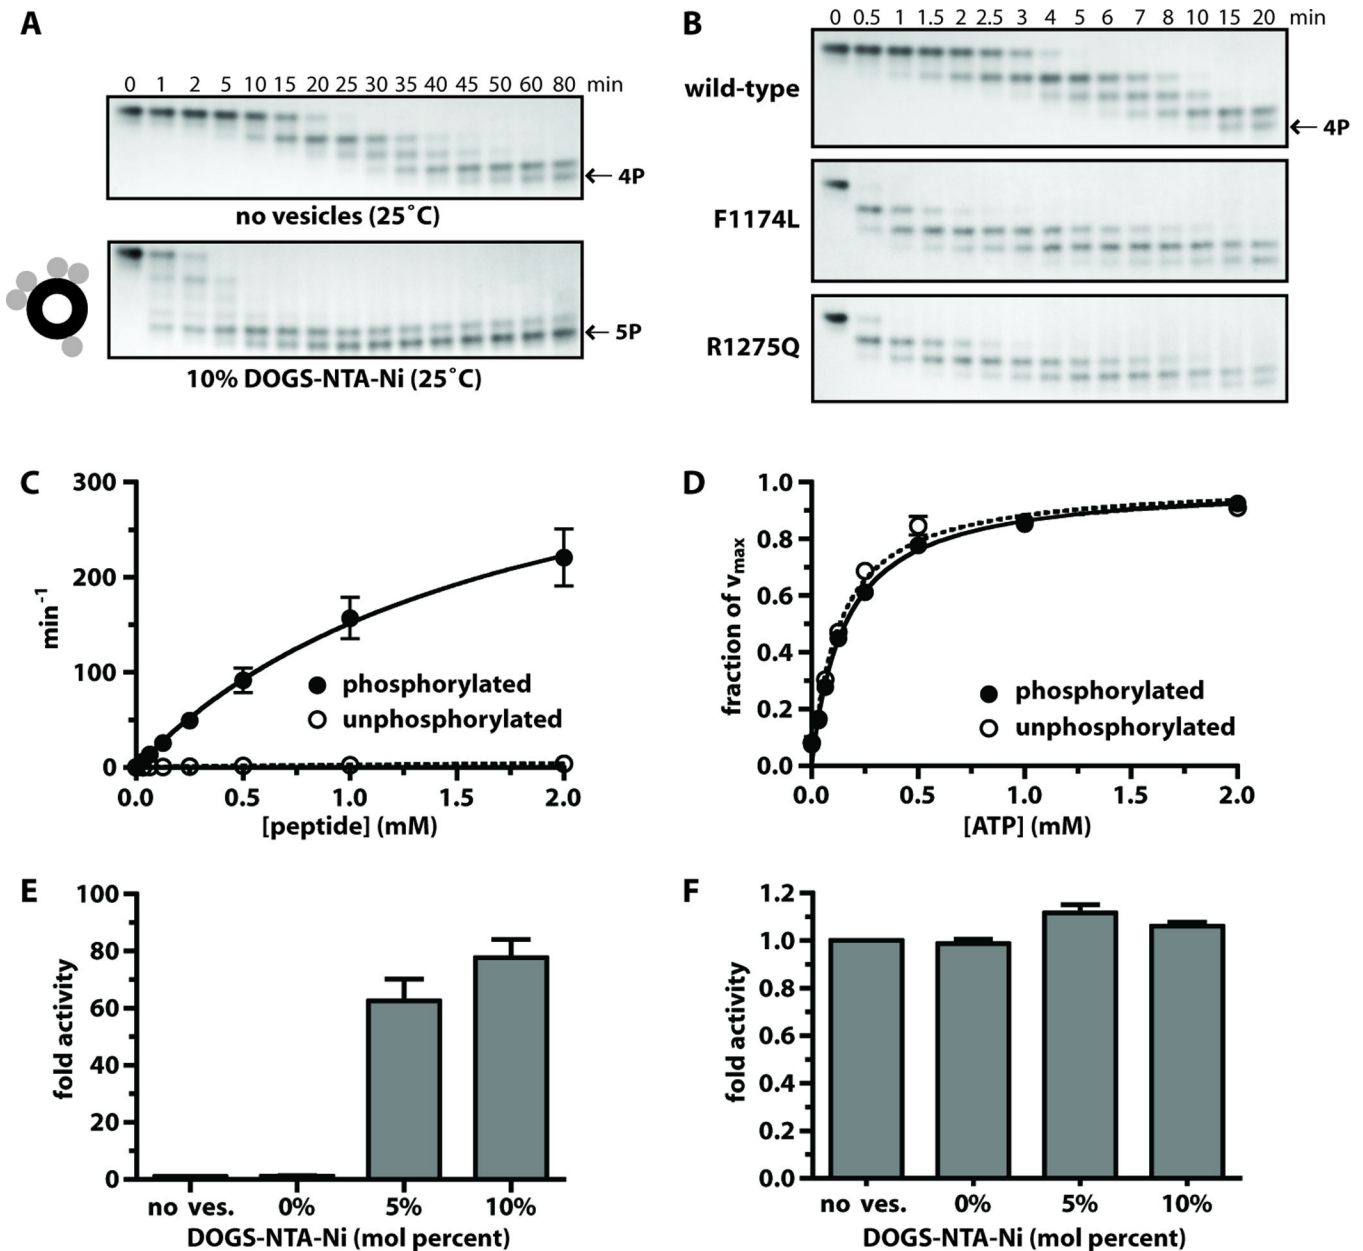 A
0 1 2 5 10 15 20 25 30 35 40 45 50 60 80 min
← 4P
no vesicles (25˚C)
← 5P
10% DOGS-NTA-Ni (25˚C)
B
0 0.5 1 1.5 2 2.5 3 4 5 6 7 8 10 15 20 min
wild-type
← 4P
F1174L
R1275Q
C
300
200
100
0
min-1
phosphorylated
unphosphorylated
0.0 0.5 1.0 1.5 2.0
[peptide] (mM)
D
1.0
0.8
0.6
0.4
0.2
0.0
fraction of vmax
phosphorylated
unphosphorylated
0.0 0.5 1.0 1.5 2.0
[ATP] (mM)
E
100
80
60
40
20
0
fold activity
no ves. 0% 5% 10%
DOGS-NTA-Ni (mol percent)
F
1.2
1.0
0.8
0.6
0.4
0.2
0.0
fold activity
no ves. 0% 5% 10%
DOGS-NTA-Ni (mol percent)